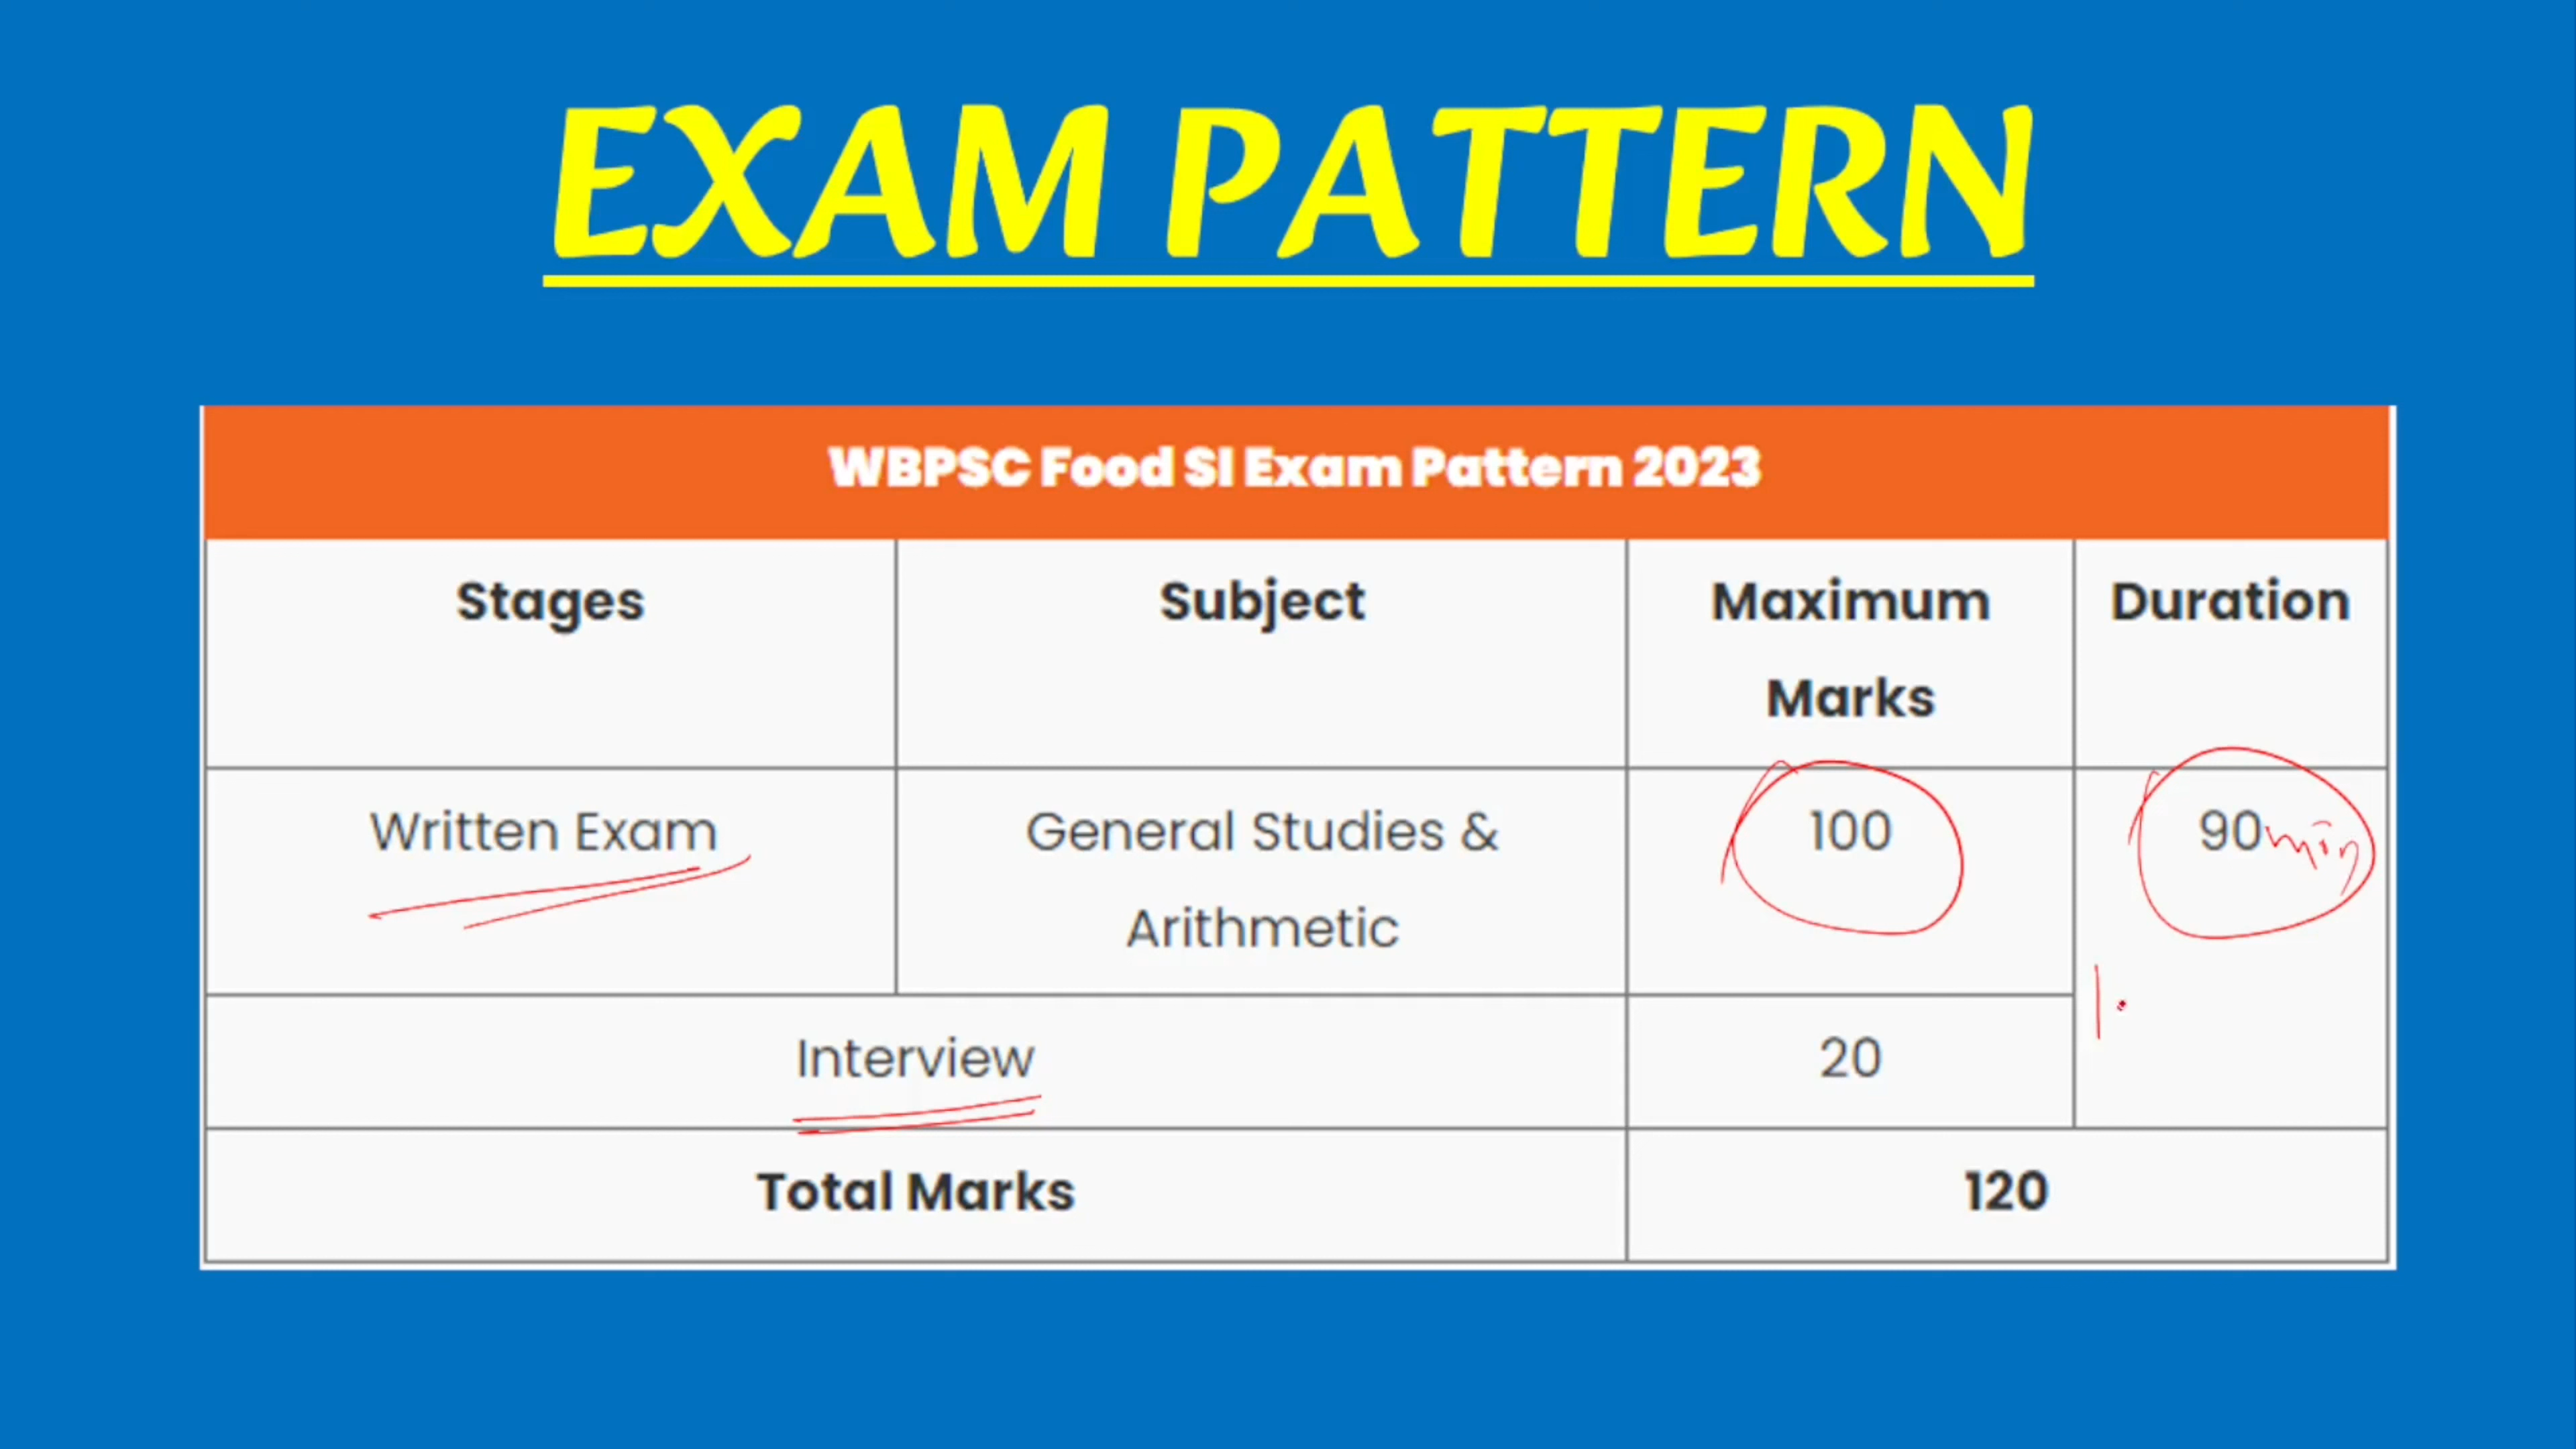 EXAM PATTERN
WBPSC Food SI Exam Pattern 2023
Stages Subject Maximum Duration
Marks
Written Exam General Studies & 100 90min
Arithmetic
1.
Interview 20
Total Marks 120